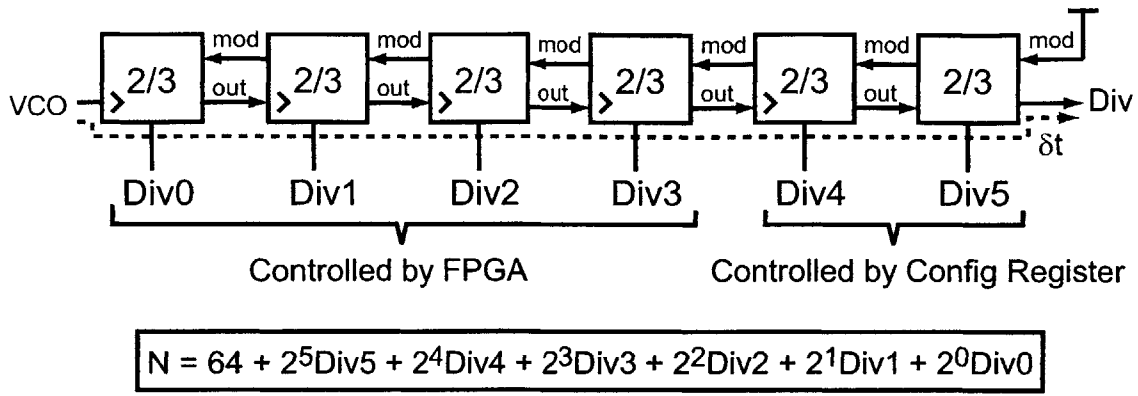 mod mod mod mod mod mod
2/3 2/3 2/3 2/3 2/3 2/3
VCO out out out out out Div
δt
Div0 Div1 Div2 Div3 Div4 Div5
Controlled by FPGA Controlled by Config Register
N = 64 + 2⁵Div5 + 2⁴Div4 + 2³Div3 + 2²Div2 + 2¹Div1 + 2⁰Div0